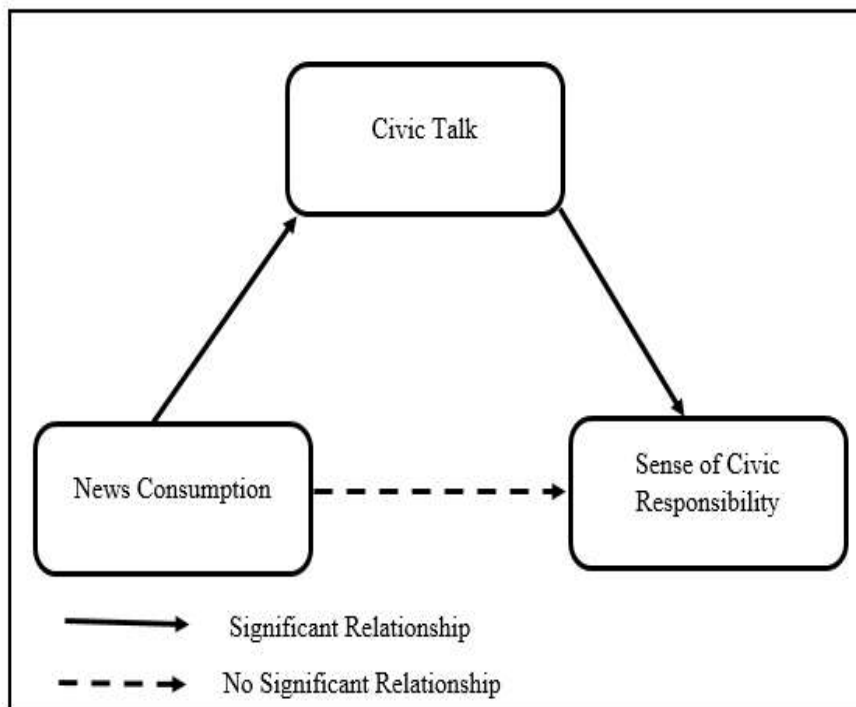 Civic Talk
News Consumption
Sense of Civic
Responsibility
Significant Relationship
No Significant Relationship